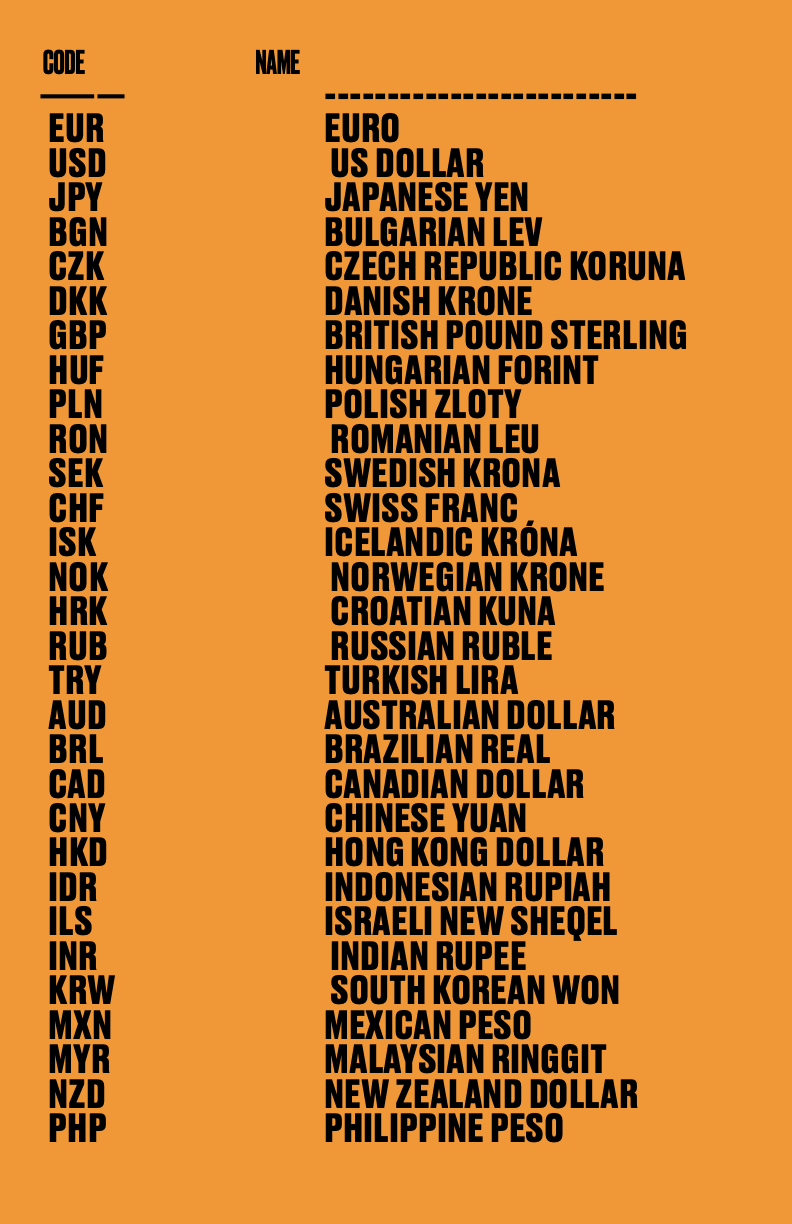 CODE NAME
——— — -------------------------
EUR EURO
USD US DOLLAR
JPY JAPANESE YEN
BGN BULGARIAN LEV
CZK CZECH REPUBLIC KORUNA
DKK DANISH KRONE
GBP BRITISH POUND STERLING
HUF HUNGARIAN FORINT
PLN POLISH ZLOTY
RON ROMANIAN LEU
SEK SWEDISH KRONA
CHF SWISS FRANC
ISK ICELANDIC KRÓNA
NOK NORWEGIAN KRONE
HRK CROATIAN KUNA
RUB RUSSIAN RUBLE
TRY TURKISH LIRA
AUD AUSTRALIAN DOLLAR
BRL BRAZILIAN REAL
CAD CANADIAN DOLLAR
CNY CHINESE YUAN
HKD HONG KONG DOLLAR
IDR INDONESIAN RUPIAH
ILS ISRAELI NEW SHEQEL
INR INDIAN RUPEE
KRW SOUTH KOREAN WON
MXN MEXICAN PESO
MYR MALAYSIAN RINGGIT
NZD NEW ZEALAND DOLLAR
PHP PHILIPPINE PESO